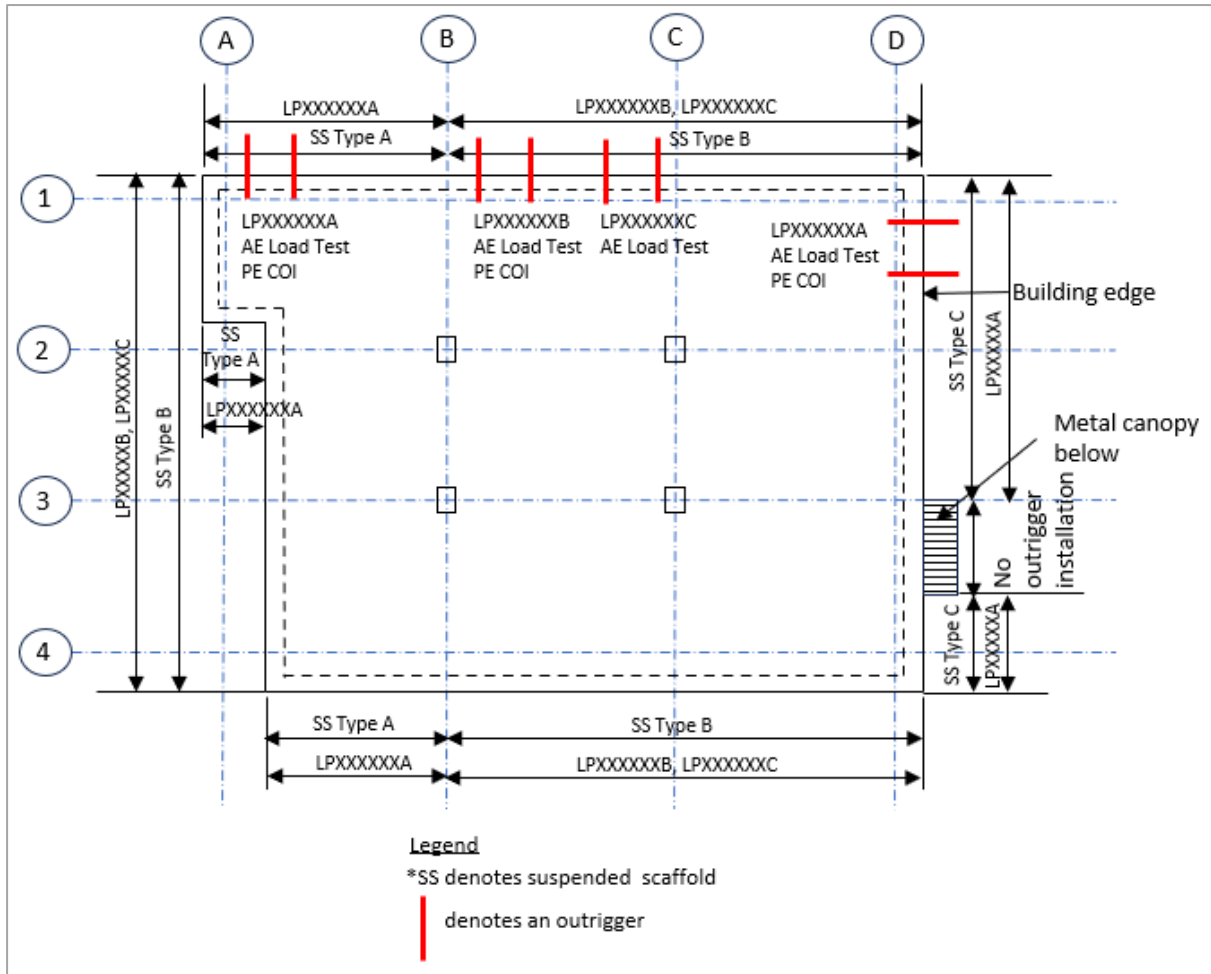 A
B
C
D
LPXXXXXXA
LPXXXXXXB, LPXXXXXXC
SS Type A
SS Type B
1
LPXXXXXXA
AE Load Test
PE COI
LPXXXXXXB
AE Load Test
PE COI
LPXXXXXXC
AE Load Test
LPXXXXXXA
AE Load Test
PE COI
Building edge
SS Type C
LPXXXXXA
2
SS
Type A
LPXXXXXXA
LPXXXXXB, LPXXXXXC
SS Type B
Metal canopy
below
3
No
outrigger
installation
SS Type C
LPXXXXXA
4
SS Type A
SS Type B
LPXXXXXXA
LPXXXXXXB, LPXXXXXXC
Legend
*SS denotes suspended scaffold
denotes an outrigger